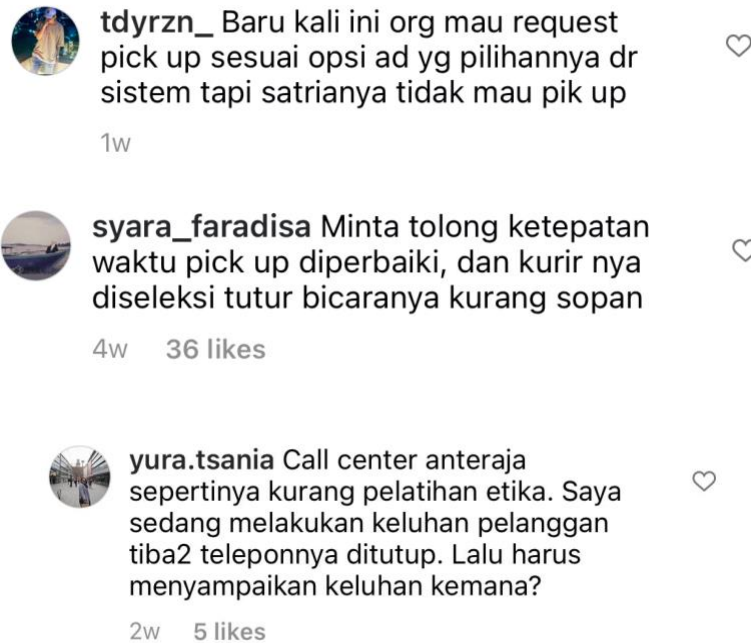 tdyrzn_ Baru kali ini org mau request
pick up sesuai opsi ad yg pilihannya dr
sistem tapi satrianya tidak mau pik up
1w
syara_faradisa Minta tolong ketepatan
waktu pick up diperbaiki, dan kurir nya
diseleksi tutur bicaranya kurang sopan
4w 36 likes
yura.tsania Call center anteraja
sepertinya kurang pelatihan etika. Saya
sedang melakukan keluhan pelanggan
tiba2 teleponnya ditutup. Lalu harus
menyampaikan keluhan kemana?
2w 5 likes